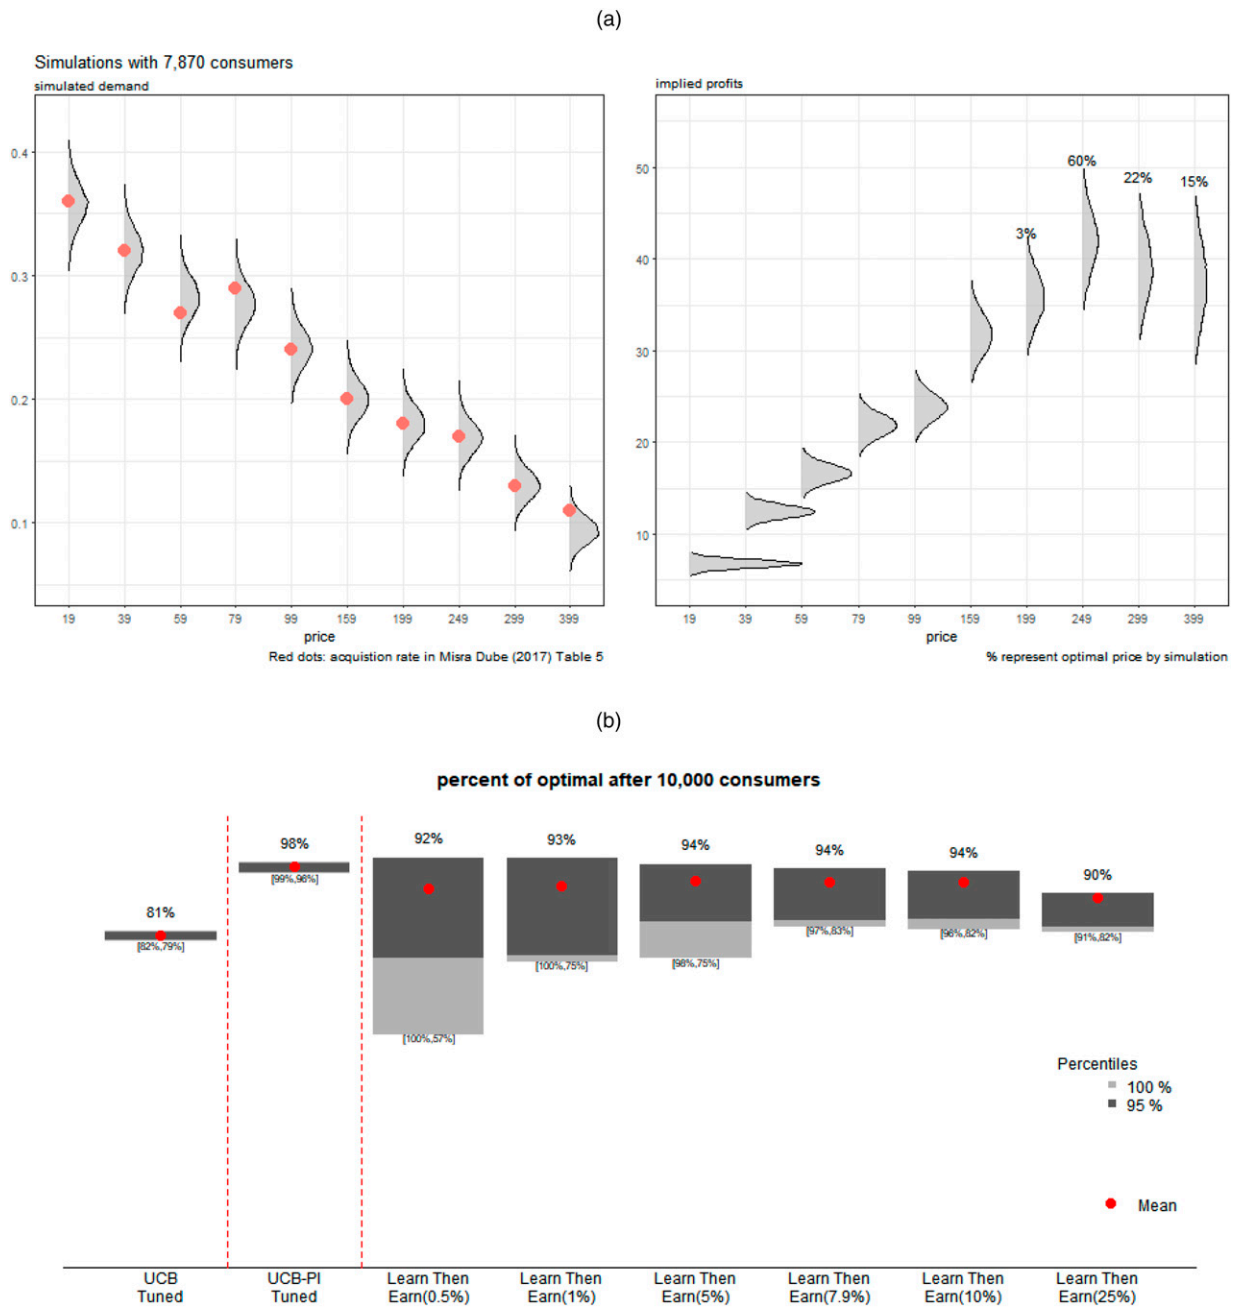 (a)
Simulations with 7,870 consumers
simulated demand
implied profits
0.4
0.3
0.2
0.1
19 39 59 79 99 159 199 249 299 399
price
Red dots: acquistion rate in Misra Dube (2017) Table 5
50
40
30
20
10
3%
60%
22%
15%
19 39 59 79 99 159 199 249 299 399
price
% represent optimal price by simulation
(b)
percent of optimal after 10,000 consumers
81%
98%
92%
93%
94%
94%
94%
90%
[82%,79%]
[99%,96%]
[100%,57%]
[100%,75%]
[98%,75%]
[97%,83%]
[96%,82%]
[91%,82%]
Percentiles
100 %
95 %
Mean
UCB
Tuned
UCB-PI
Tuned
Learn Then
Earn(0.5%)
Learn Then
Earn(1%)
Learn Then
Earn(5%)
Learn Then
Earn(7.9%)
Learn Then
Earn(10%)
Learn Then
Earn(25%)